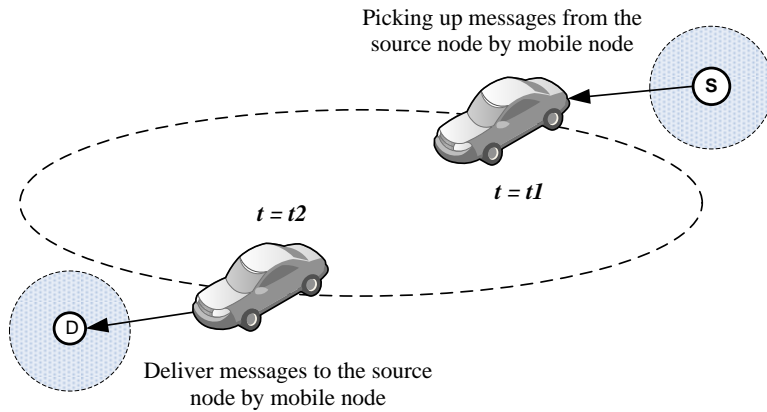 Picking up messages from the
source node by mobile node
S
t = t1
t = t2
D
Deliver messages to the source
node by mobile node